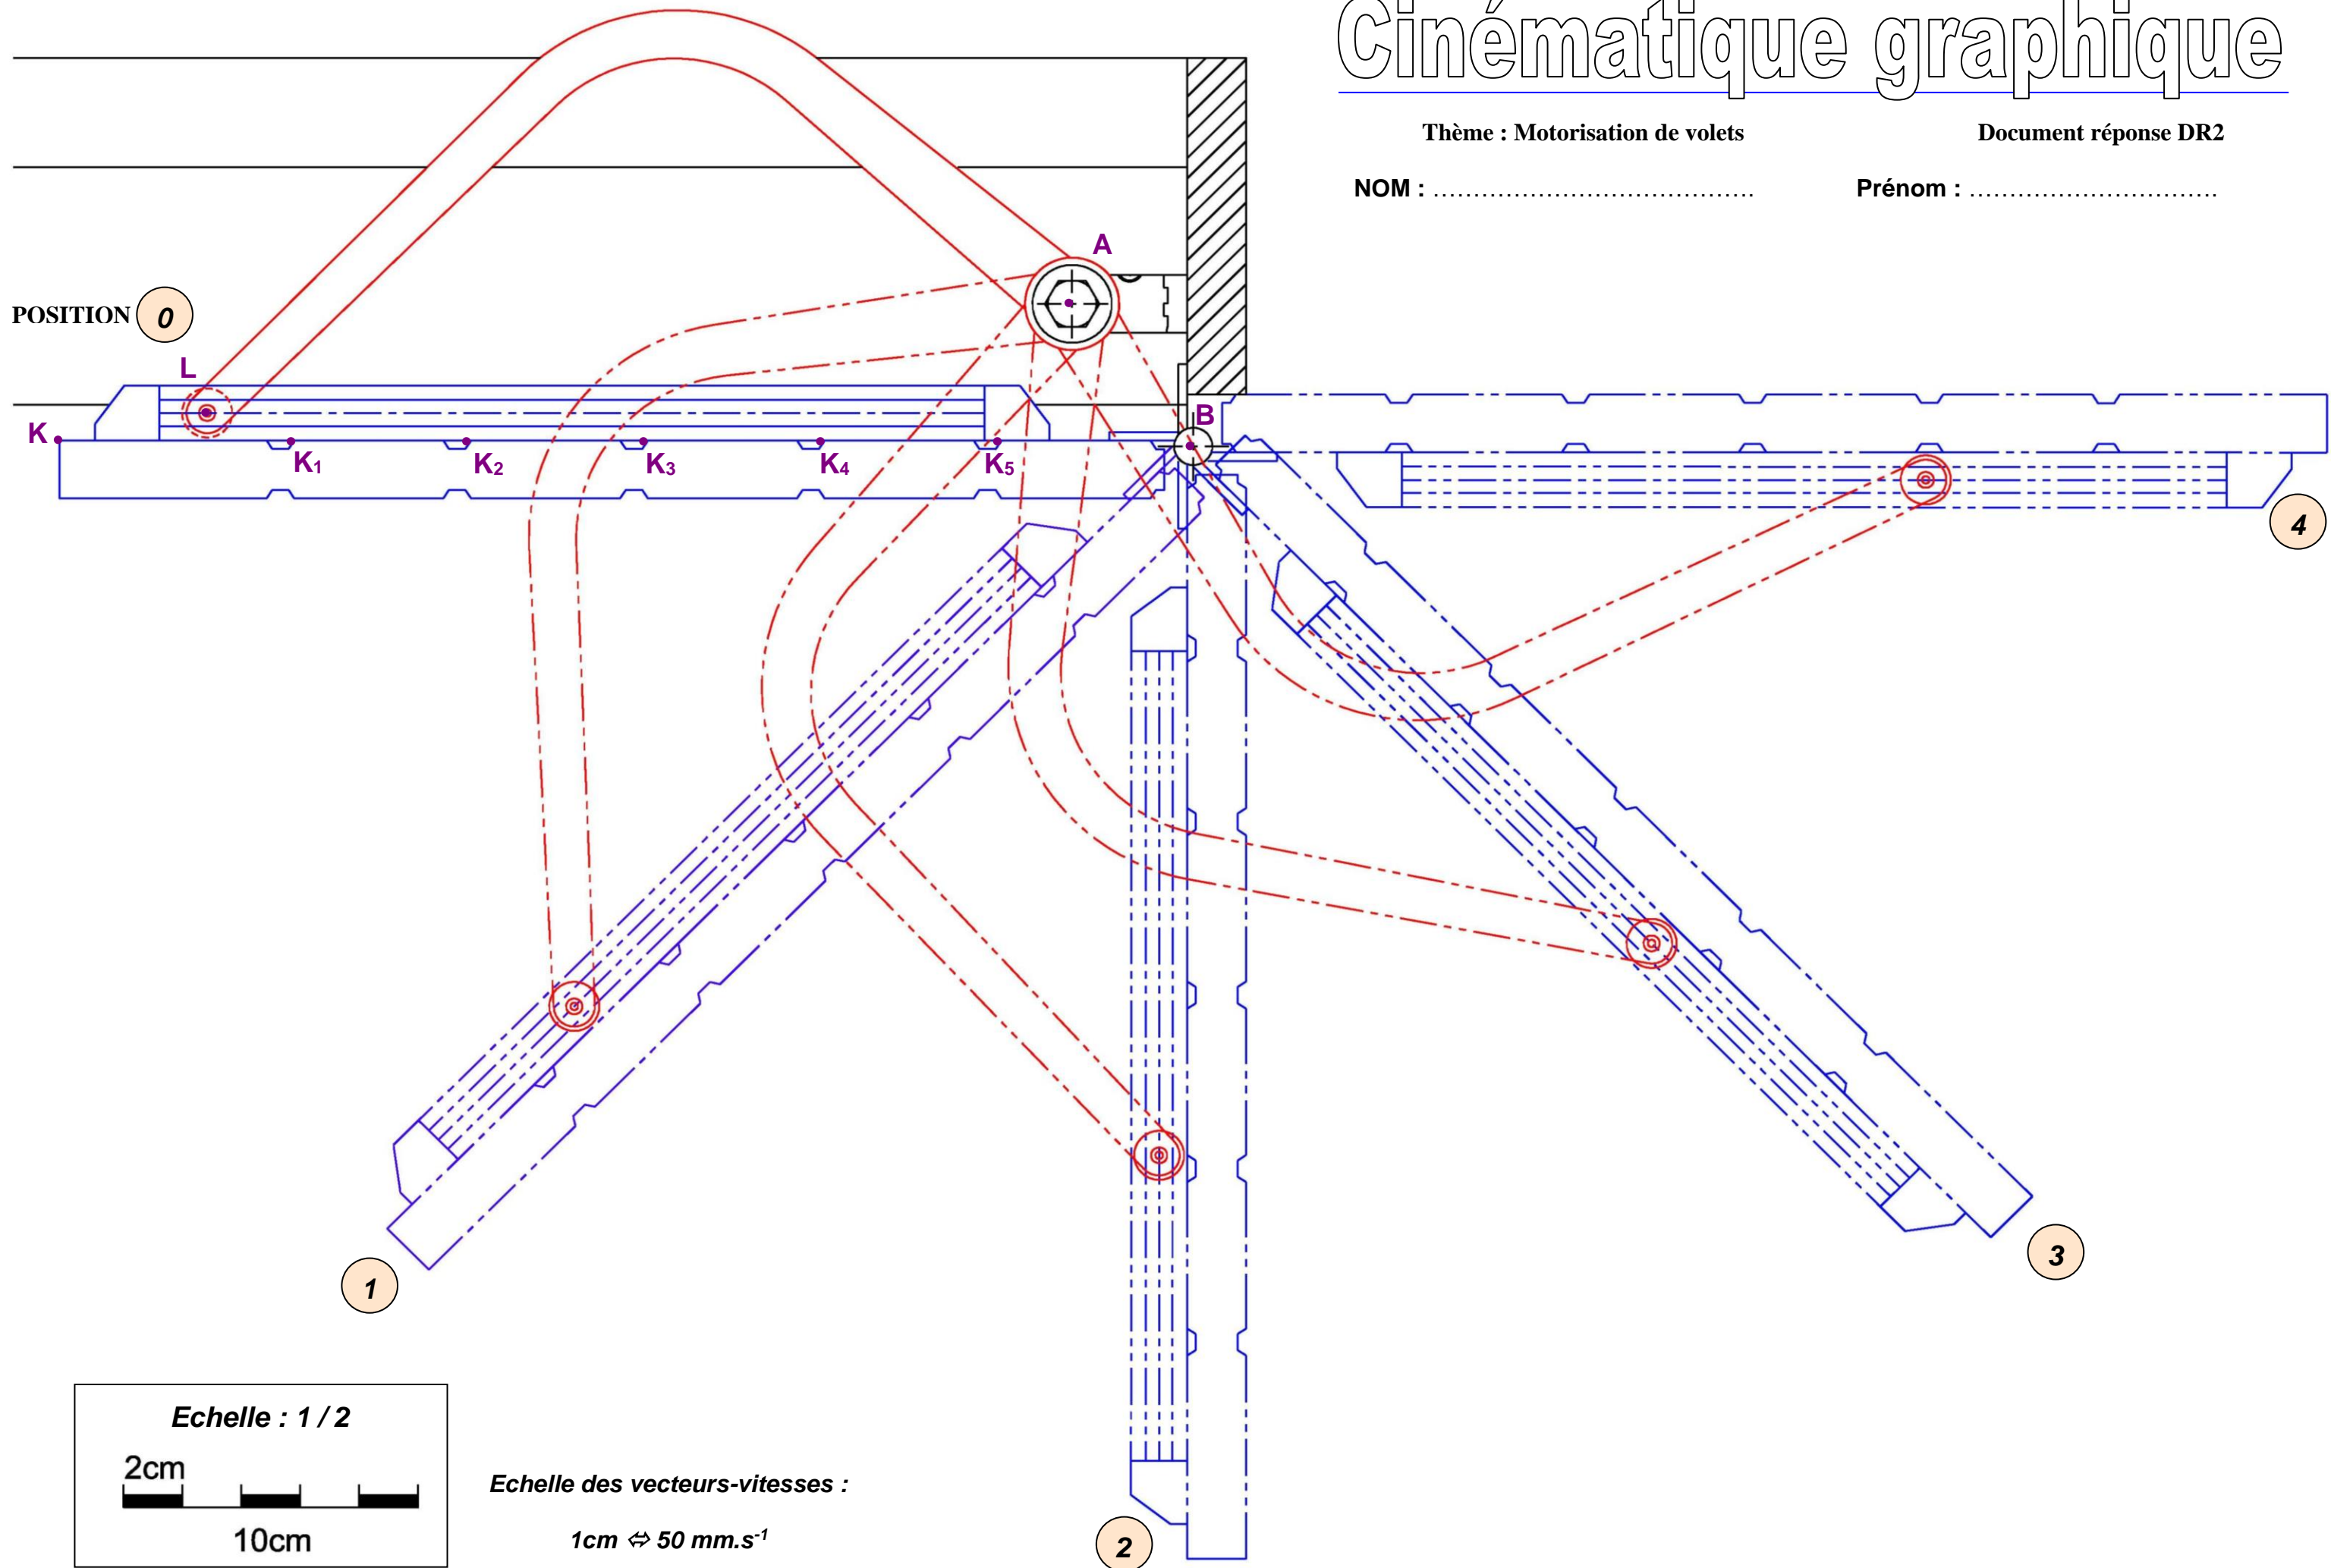 Cinématique graphique
Thème : Motorisation de volets Document réponse DR2
NOM : ....................................... Prénom : ..............................
A
POSITION 0
L
K
B
K1 K2 K3 K4 K5
4
3
1
2
Echelle : 1 / 2
2cm
10cm
Echelle des vecteurs-vitesses :
1cm ⇔ 50 mm.s-1